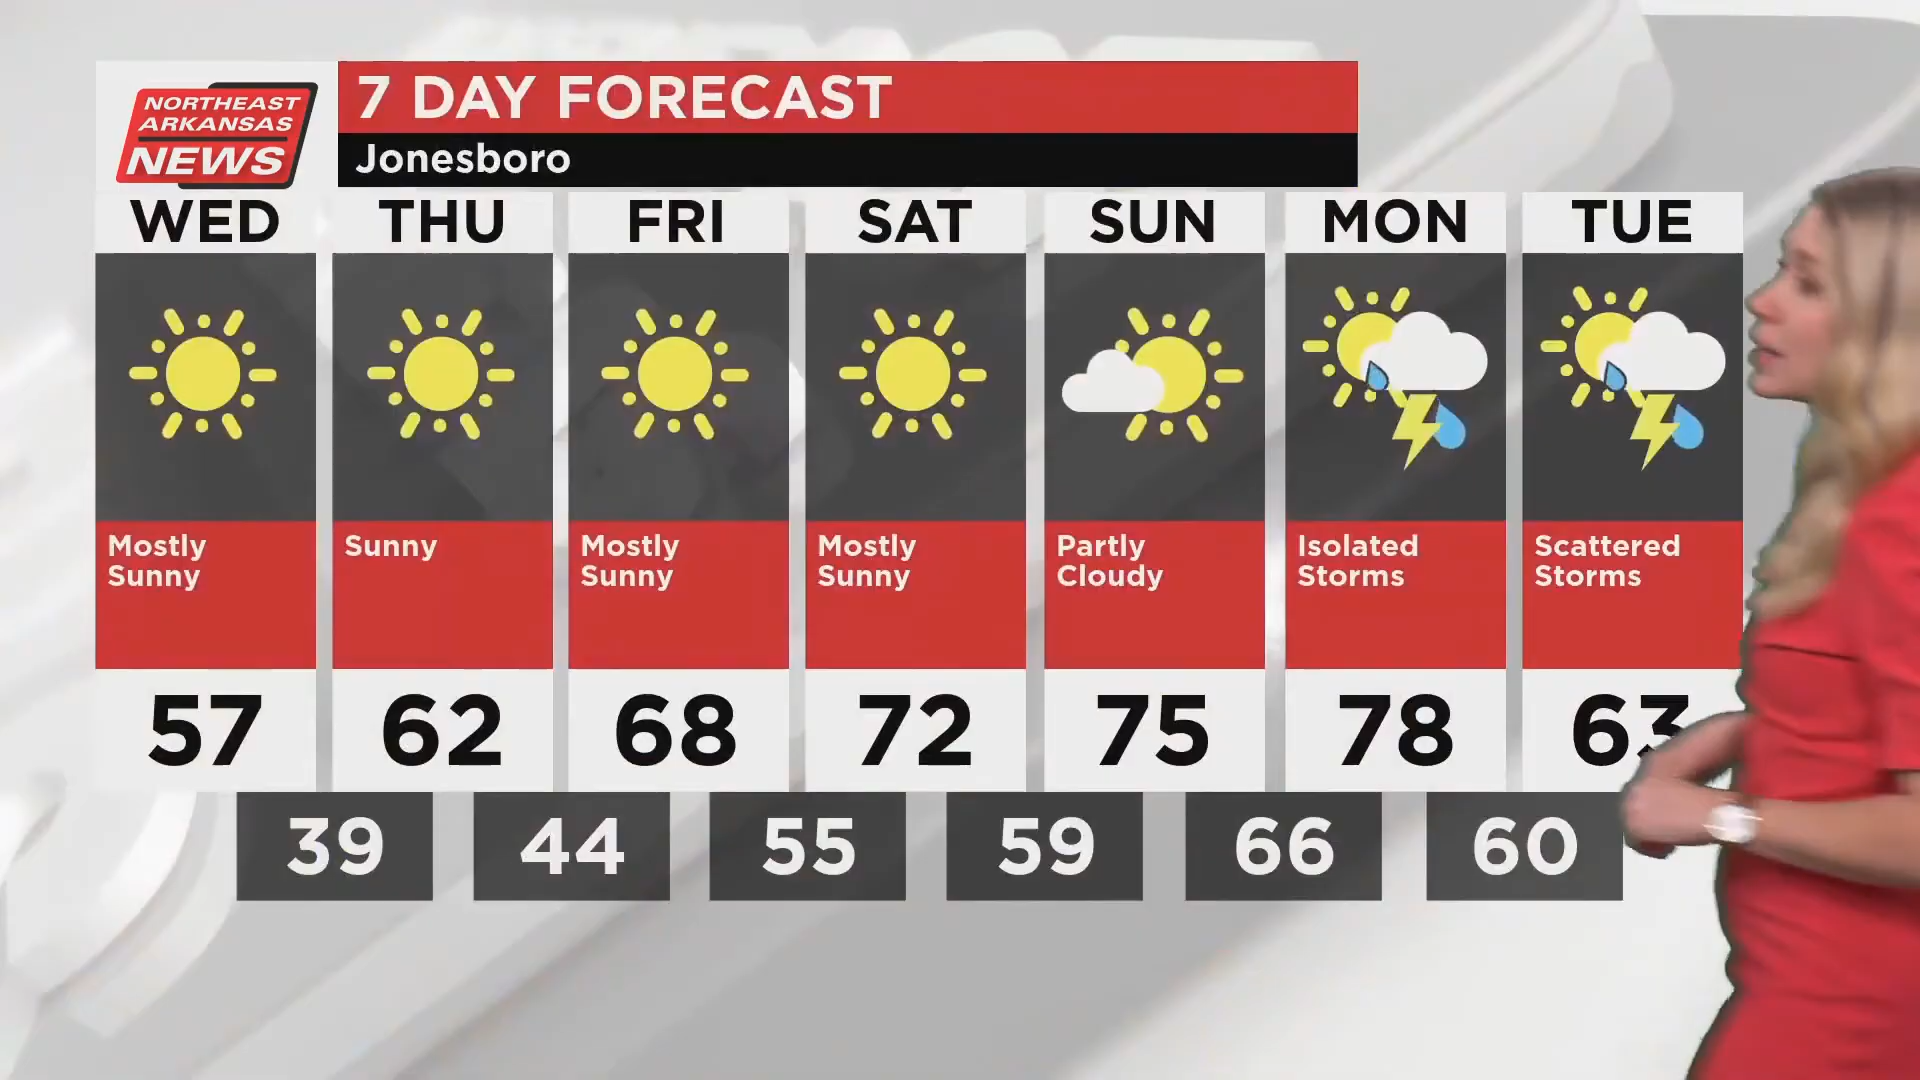 NORTHEAST
ARKANSAS
NEWS
7 DAY FORECAST
Jonesboro
WED THU FRI SAT SUN MON TUE
Mostly Sunny Mostly Mostly Partly Isolated Scattered
Sunny Sunny Sunny Cloudy Storms Storms
57 62 68 72 75 78 63
39 44 55 59 66 60